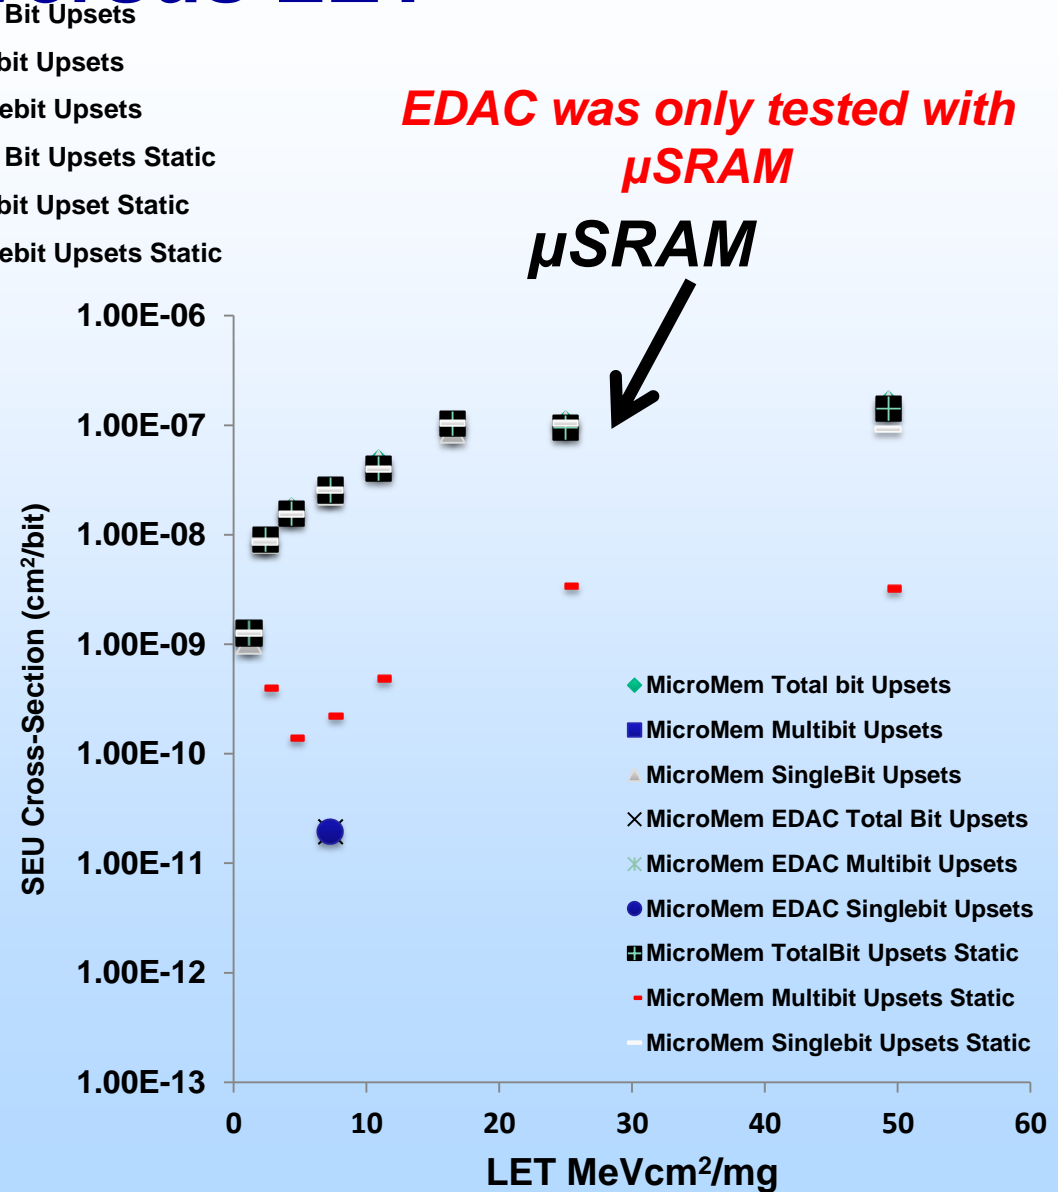 Bit Upsets
bit Upsets
ebit Upsets
Bit Upsets Static
bit Upset Static
ebit Upsets Static
EDAC was only tested with
µSRAM
µSRAM
SEU Cross-Section (cm²/bit)
1.00E-06
1.00E-07
1.00E-08
1.00E-09
1.00E-10
1.00E-11
1.00E-12
1.00E-13
MicroMem Total bit Upsets
MicroMem Multibit Upsets
MicroMem SingleBit Upsets
MicroMem EDAC Total Bit Upsets
MicroMem EDAC Multibit Upsets
MicroMem EDAC Singlebit Upsets
MicroMem TotalBit Upsets Static
MicroMem Multibit Upsets Static
MicroMem Singlebit Upsets Static
0 10 20 30 40 50 60
LET MeVcm²/mg